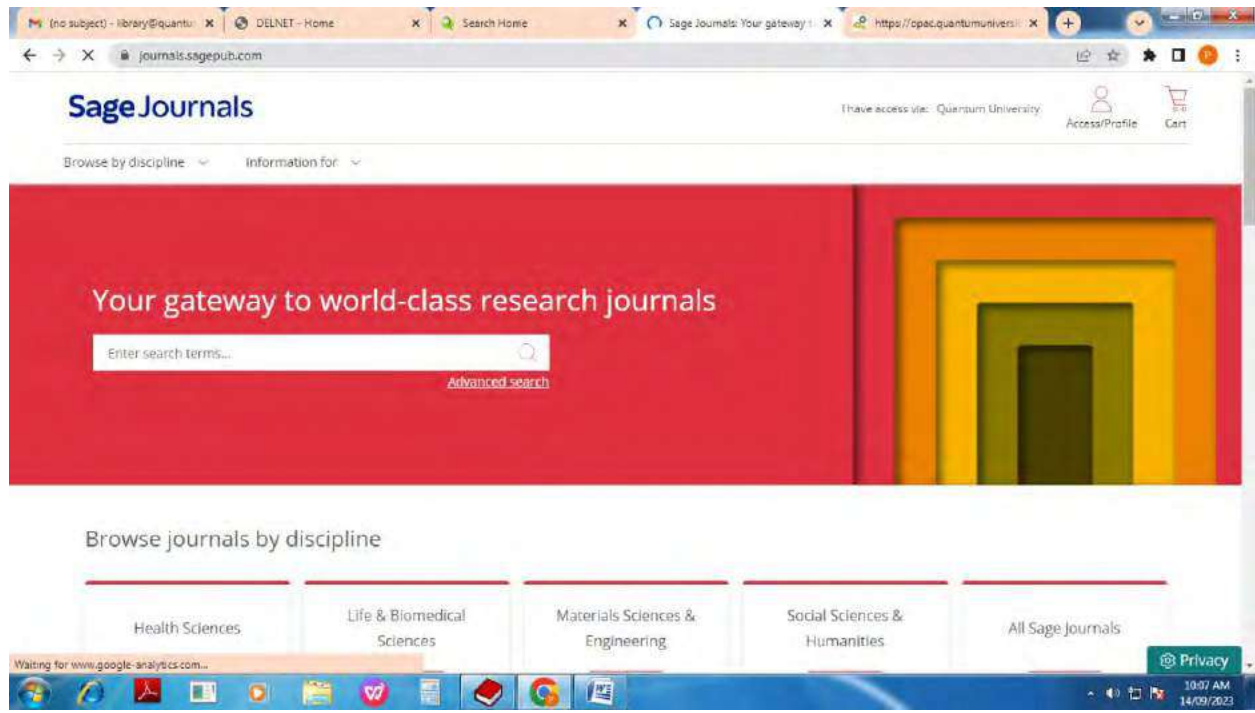 (no subject) - library@quantu
DELNET - Home
Search Home
Sage Journals: Your gateway t
https://opac.quantumuniversi
journals.sagepub.com
P
Sage Journals
I have access via: Quantum University
Access/Profile
Cart
Browse by discipline
Information for
Your gateway to world-class research journals
Enter search terms...
Advanced search
Browse journals by discipline
Health Sciences
Life & Biomedical
Sciences
Materials Sciences &
Engineering
Social Sciences &
Humanities
All Sage Journals
Privacy
Waiting for www.google-analytics.com...
10:07 AM
14/09/2023